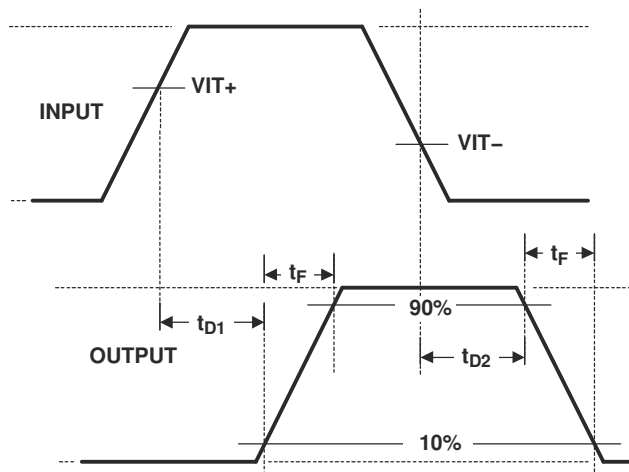 VIT+
INPUT
VIT−
tF
tF
90%
tD1
OUTPUT
tD2
10%